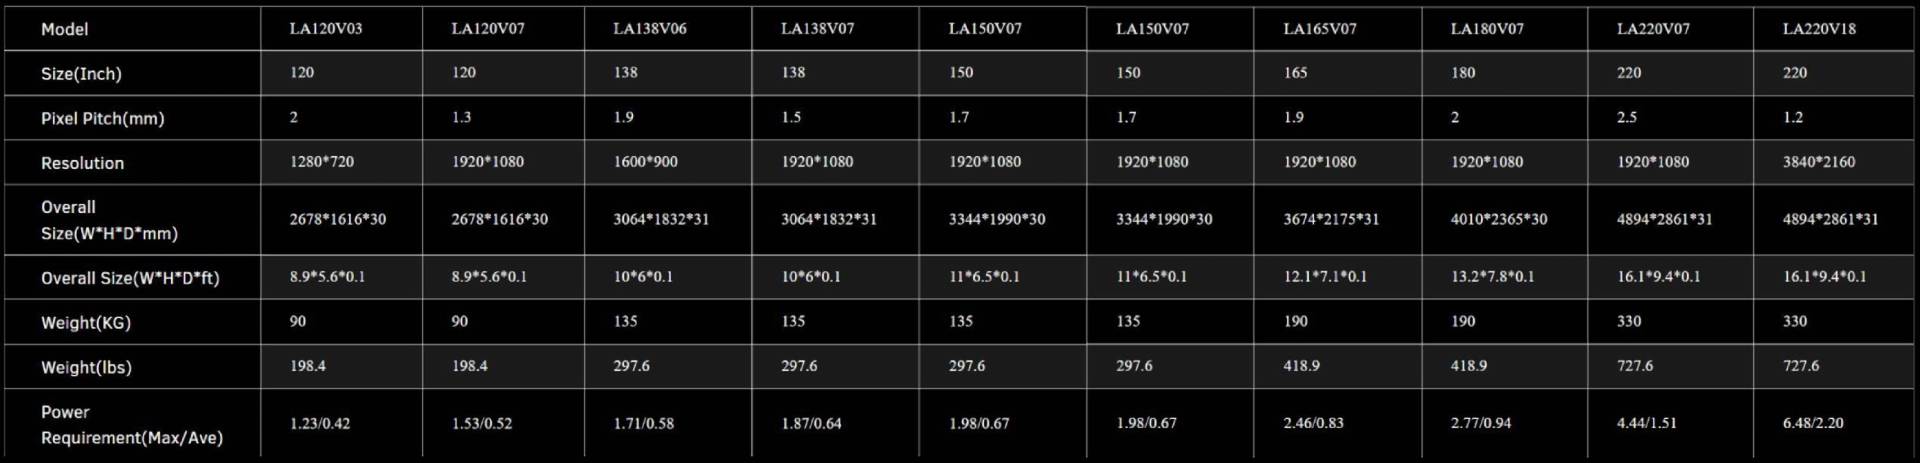 Model LA120V03 LA120V07 LA138V06 LA138V07 LA150V07 LA150V07 LA165V07 LA180V07 LA220V07 LA220V18
Size(Inch) 120 120 138 138 150 150 165 180 220 220
Pixel Pitch(mm) 2 1.3 1.9 1.5 1.7 1.7 1.9 2 2.5 1.2
Resolution 1280*720 1920*1080 1600*900 1920*1080 1920*1080 1920*1080 1920*1080 1920*1080 1920*1080 3840*2160
Overall
Size(W*H*D*mm) 2678*1616*30 2678*1616*30 3064*1832*31 3064*1832*31 3344*1990*30 3344*1990*30 3674*2175*31 4010*2365*30 4894*2861*31 4894*2861*31
Overall Size(W*H*D*ft) 8.9*5.6*0.1 8.9*5.6*0.1 10*6*0.1 10*6*0.1 11*6.5*0.1 11*6.5*0.1 12.1*7.1*0.1 13.2*7.8*0.1 16.1*9.4*0.1 16.1*9.4*0.1
Weight(KG) 90 90 135 135 135 135 190 190 330 330
Weight(lbs) 198.4 198.4 297.6 297.6 297.6 297.6 418.9 418.9 727.6 727.6
Power
Requirement(Max/Ave) 1.23/0.42 1.53/0.52 1.71/0.58 1.87/0.64 1.98/0.67 1.98/0.67 2.46/0.83 2.77/0.94 4.44/1.51 6.48/2.20